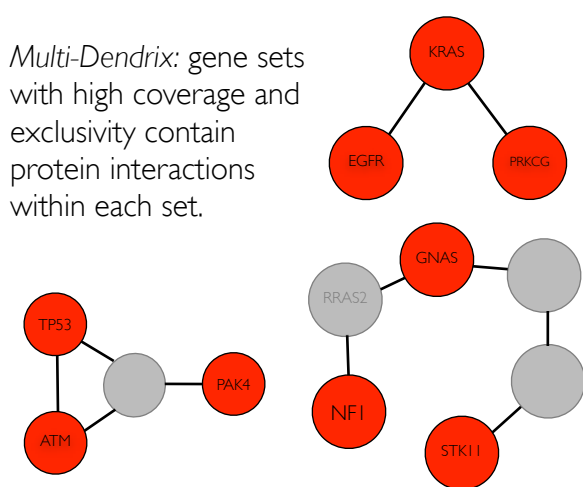 Multi-Dendrix: gene sets
with high coverage and
exclusivity contain
protein interactions
within each set.
KRAS
EGFR
PRKCG
GNAS
RRAS2
TP53
PAK4
NF1
ATM
STK11